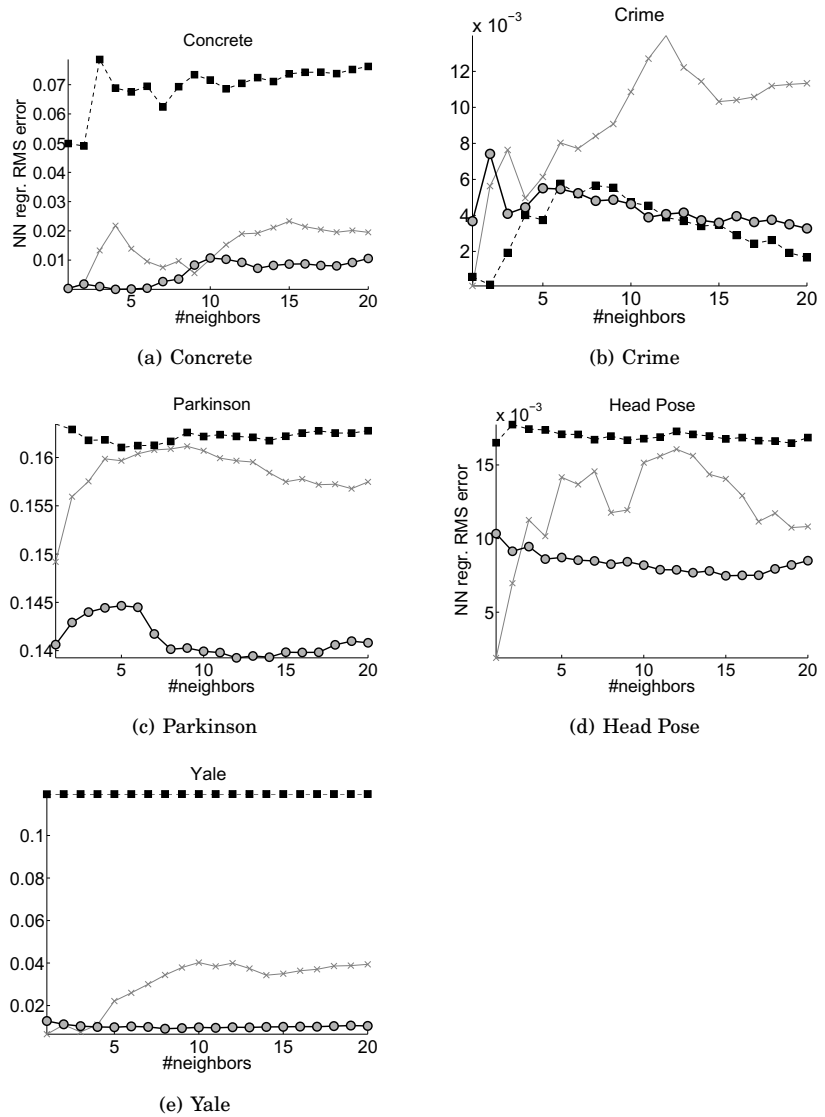 Concrete
NN regr. RMS error
0.07
0.06
0.05
0.04
0.03
0.02
0.01
5 10 15 20
#neighbors
(a) Concrete
Crime
x 10⁻³
12
10
8
6
4
2
5 10 15 20
#neighbors
(b) Crime
Parkinson
0.16
0.155
0.15
0.145
0.14
5 10 15 20
#neighbors
(c) Parkinson
Head Pose
x 10⁻³
NN regr. RMS error
15
10
5
5 10 15 20
#neighbors
(d) Head Pose
Yale
0.1
0.08
0.06
0.04
0.02
5 10 15 20
#neighbors
(e) Yale